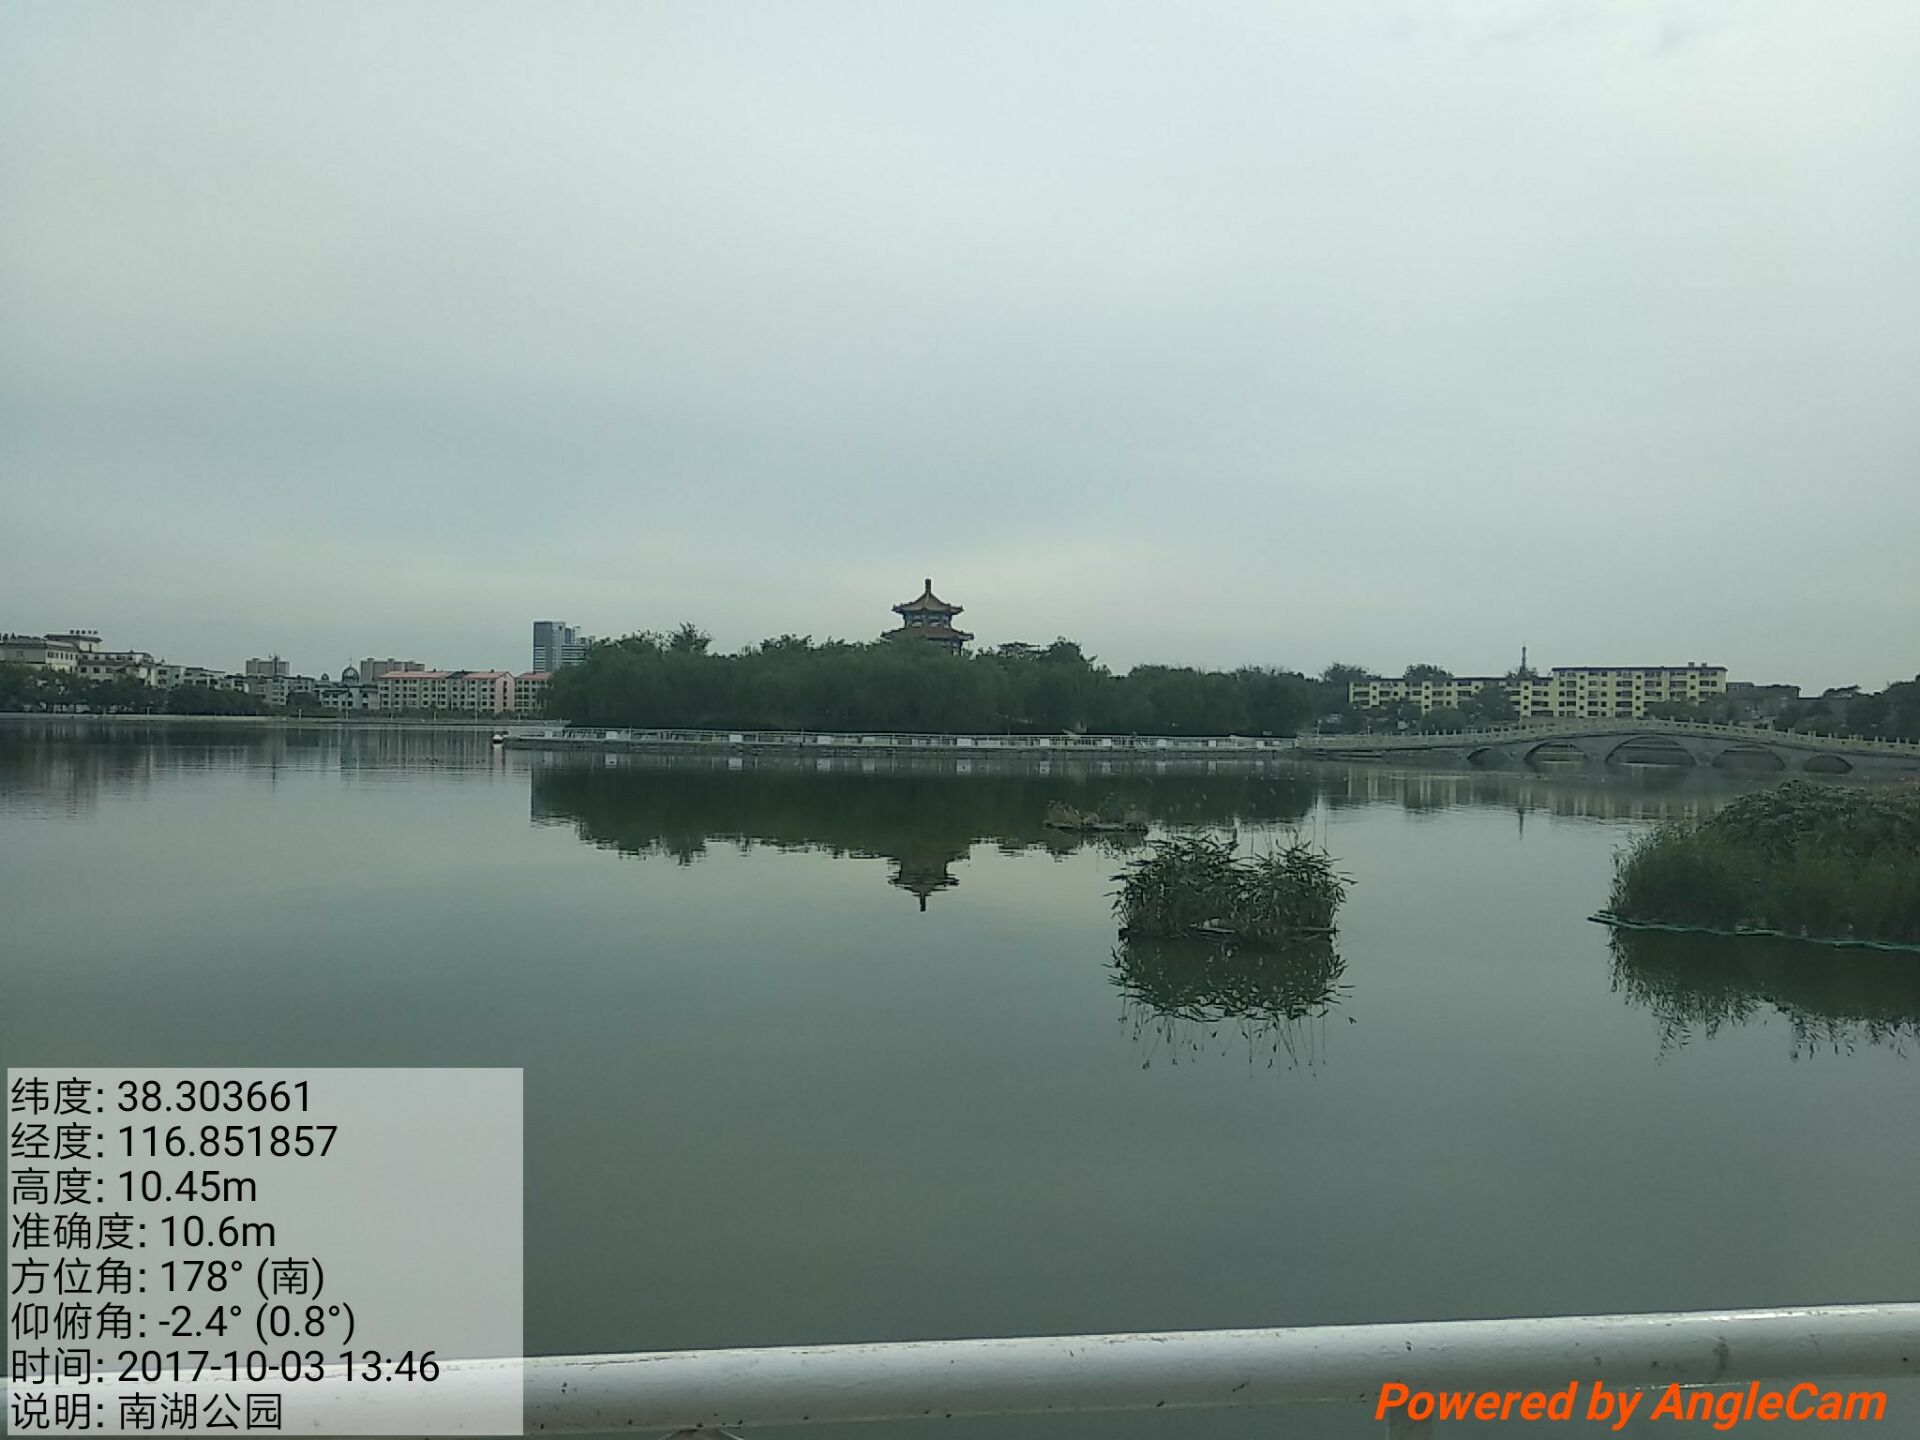 纬度: 38.303661
经度: 116.851857
高度: 10.45m
准确度: 10.6m
方位角: 178° (南)
仰俯角: -2.4° (0.8°)
时间: 2017-10-03 13:46
说明: 南湖公园
Powered by AngleCam